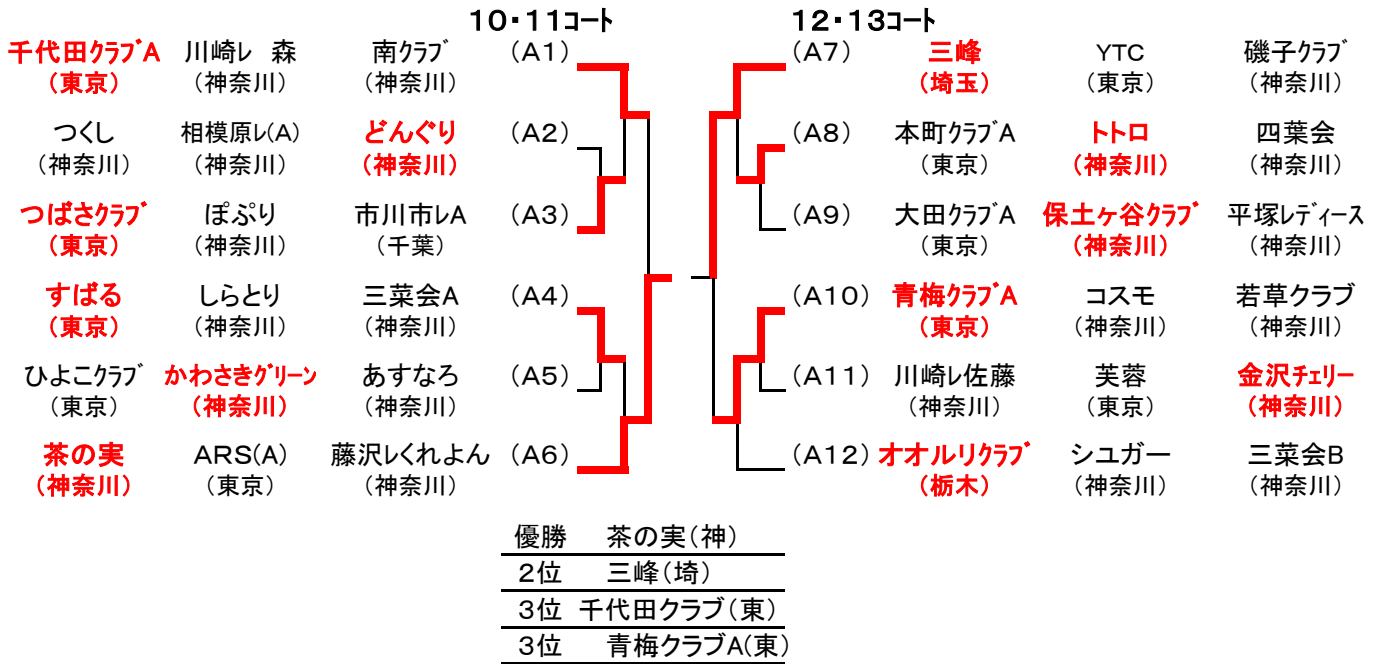 10・11コート 12・13コート
千代田クラブA 川崎レ 森 南クラブ (A1) (A7) 三峰 YTC 磯子クラブ
(東京) (神奈川) (神奈川) (埼玉) (東京) (神奈川)
つくし 相模原レ(A) どんぐり (A2) (A8) 本町クラブA トトロ 四葉会
(神奈川) (神奈川) (神奈川) (東京) (神奈川) (神奈川)
つばさクラブ ぽぷり 市川市レA (A3) (A9) 大田クラブA 保土ヶ谷クラブ 平塚レディース
(東京) (神奈川) (千葉) (東京) (神奈川) (神奈川)
すばる しらとり 三菜会A (A4) (A10) 青梅クラブA コスモ 若草クラブ
(東京) (神奈川) (神奈川) (東京) (神奈川) (神奈川)
ひよこクラブ かわさきグリーン あすなろ (A5) (A11) 川崎レ佐藤 芙蓉 金沢チェリー
(東京) (神奈川) (神奈川) (神奈川) (東京) (神奈川)
茶の実 ARS(A) 藤沢レくれよん (A6) (A12) オオルリクラブ シュガー 三菜会B
(神奈川) (東京) (神奈川) (栃木) (神奈川) (神奈川)
優勝 茶の実(神)
2位 三峰(埼)
3位 千代田クラブ(東)
3位 青梅クラブA(東)